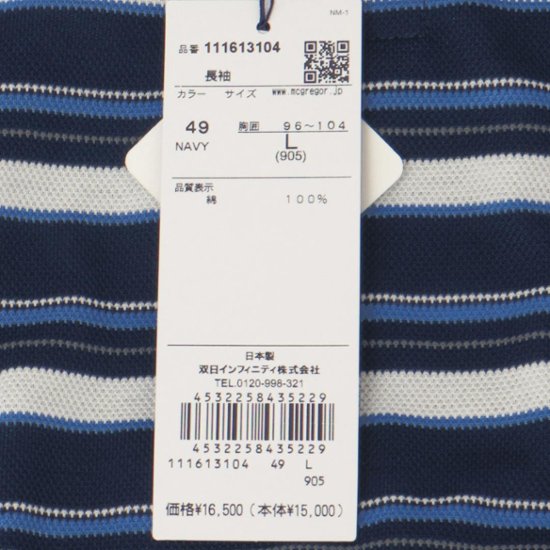 NM-1
品番 111613104
長袖
カラー サイズ www.mcgregor.jp
49 胸囲 96～104
NAVY L
(905)
品質表示
綿 100%
日本製
双日インフィニティ株式会社
TEL.0120-998-321
4532258435229
4532258435229
111613104 49 L
905
価格¥16,500(本体¥15,000)